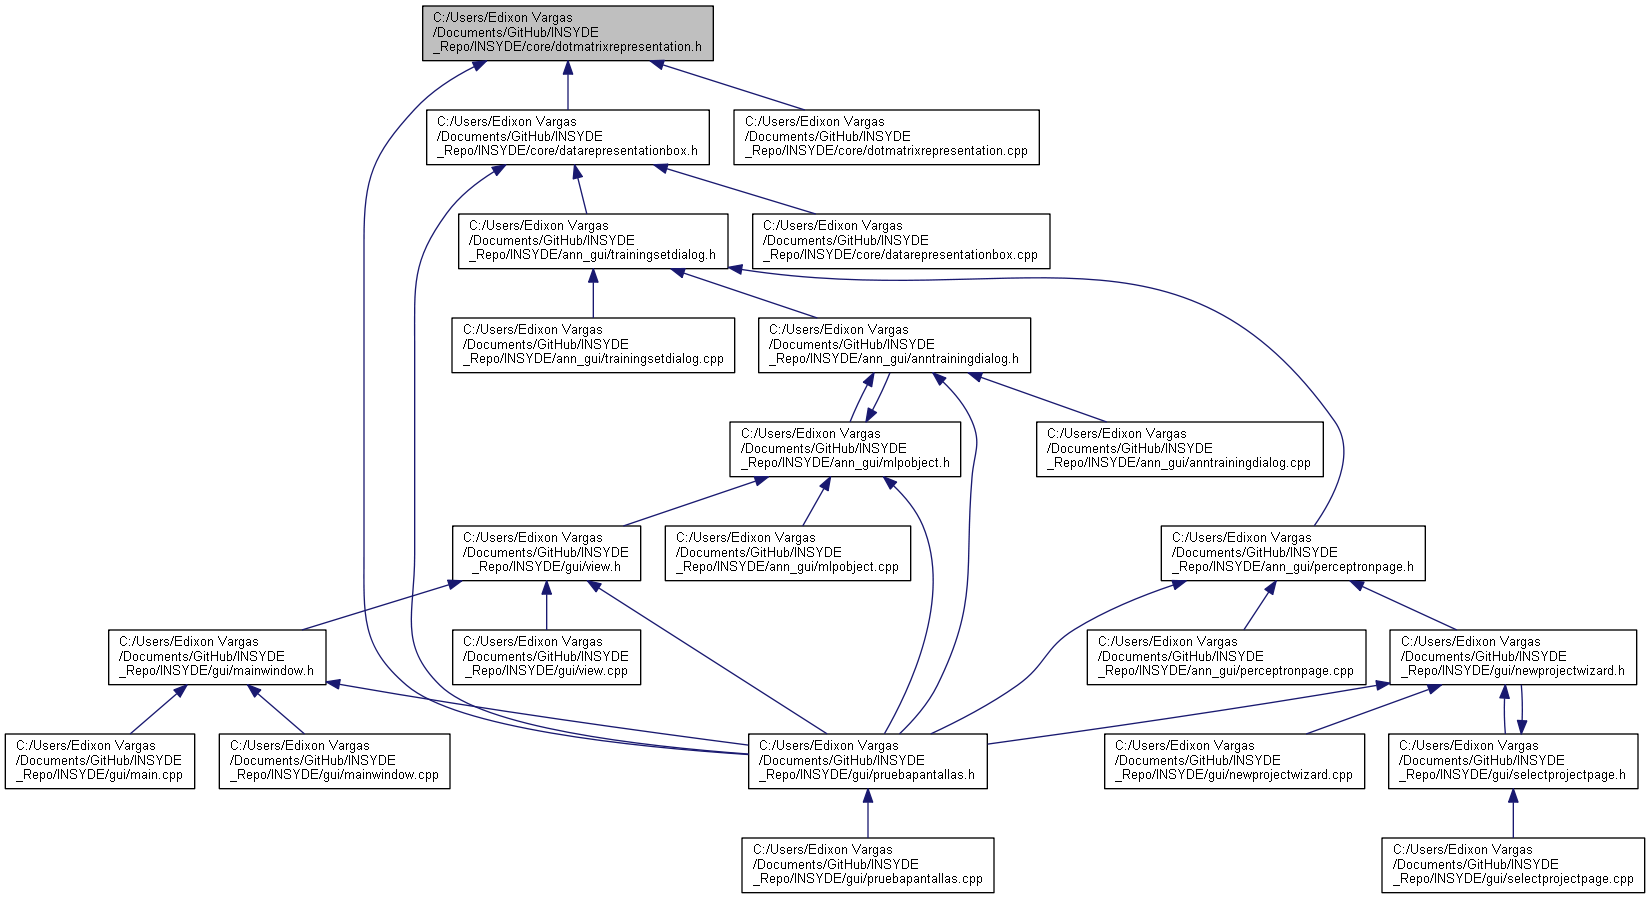 C:/Users/Edixon Vargas
/Documents/GitHub/INSYDE
_Repo/INSYDE/core/dotmatrixrepresentation.h
C:/Users/Edixon Vargas
/Documents/GitHub/INSYDE
_Repo/INSYDE/core/datarepresentationbox.h
C:/Users/Edixon Vargas
/Documents/GitHub/INSYDE
_Repo/INSYDE/core/dotmatrixrepresentation.cpp
C:/Users/Edixon Vargas
/Documents/GitHub/INSYDE
_Repo/INSYDE/ann_gui/trainingsetdialog.h
C:/Users/Edixon Vargas
/Documents/GitHub/INSYDE
_Repo/INSYDE/core/datarepresentationbox.cpp
C:/Users/Edixon Vargas
/Documents/GitHub/INSYDE
_Repo/INSYDE/ann_gui/trainingsetdialog.cpp
C:/Users/Edixon Vargas
/Documents/GitHub/INSYDE
_Repo/INSYDE/ann_gui/anntrainingdialog.h
C:/Users/Edixon Vargas
/Documents/GitHub/INSYDE
_Repo/INSYDE/ann_gui/mlpobject.h
C:/Users/Edixon Vargas
/Documents/GitHub/INSYDE
_Repo/INSYDE/ann_gui/anntrainingdialog.cpp
C:/Users/Edixon Vargas
/Documents/GitHub/INSYDE
_Repo/INSYDE/gui/view.h
C:/Users/Edixon Vargas
/Documents/GitHub/INSYDE
_Repo/INSYDE/ann_gui/mlpobject.cpp
C:/Users/Edixon Vargas
/Documents/GitHub/INSYDE
_Repo/INSYDE/ann_gui/perceptronpage.h
C:/Users/Edixon Vargas
/Documents/GitHub/INSYDE
_Repo/INSYDE/gui/mainwindow.h
C:/Users/Edixon Vargas
/Documents/GitHub/INSYDE
_Repo/INSYDE/gui/view.cpp
C:/Users/Edixon Vargas
/Documents/GitHub/INSYDE
_Repo/INSYDE/ann_gui/perceptronpage.cpp
C:/Users/Edixon Vargas
/Documents/GitHub/INSYDE
_Repo/INSYDE/gui/newprojectwizard.h
C:/Users/Edixon Vargas
/Documents/GitHub/INSYDE
_Repo/INSYDE/gui/main.cpp
C:/Users/Edixon Vargas
/Documents/GitHub/INSYDE
_Repo/INSYDE/gui/mainwindow.cpp
C:/Users/Edixon Vargas
/Documents/GitHub/INSYDE
_Repo/INSYDE/gui/pruebapantallas.h
C:/Users/Edixon Vargas
/Documents/GitHub/INSYDE
_Repo/INSYDE/gui/newprojectwizard.cpp
C:/Users/Edixon Vargas
/Documents/GitHub/INSYDE
_Repo/INSYDE/gui/selectprojectpage.h
C:/Users/Edixon Vargas
/Documents/GitHub/INSYDE
_Repo/INSYDE/gui/pruebapantallas.cpp
C:/Users/Edixon Vargas
/Documents/GitHub/INSYDE
_Repo/INSYDE/gui/selectprojectpage.cpp